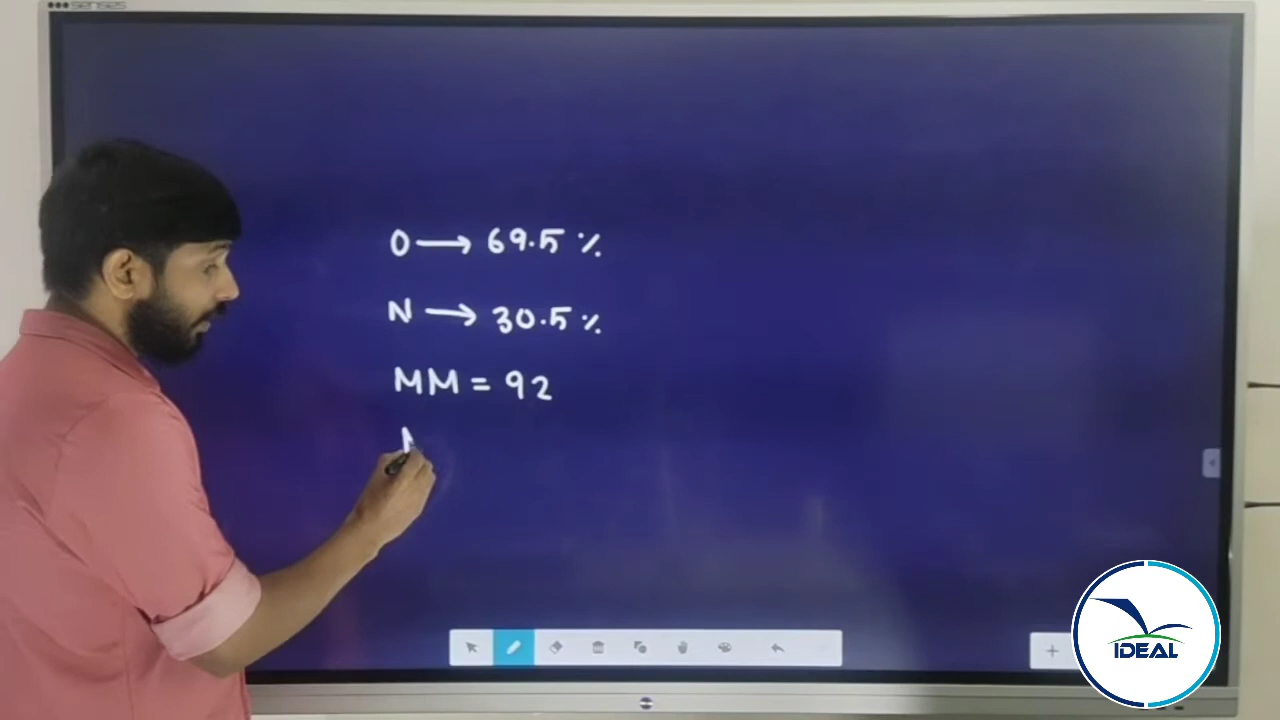 O → 69.5 %
N → 30.5 %
MM = 92
IDEAL